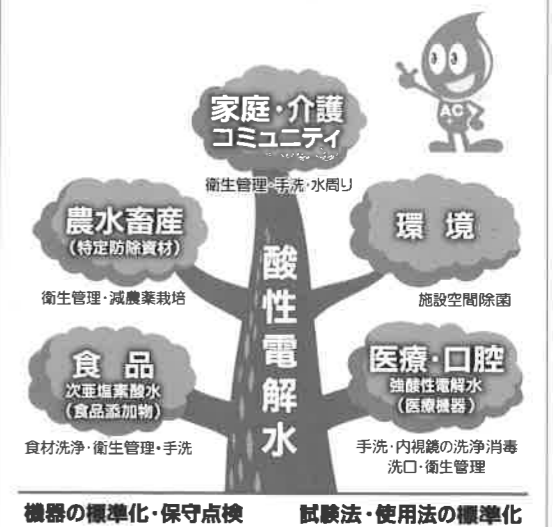 家庭・介護
コミュニティ
衛生管理・手洗・水周り
AC
農水畜産
(特定防除資材)
衛生管理・減農薬栽培
環 境
施設空間除菌
酸性電解水
食 品
次亜塩素酸水
(食品添加物)
食材洗浄・衛生管理・手洗
医療・口腔
強酸性電解水
(医療機器)
手洗・内視鏡の洗浄消毒
洗口・衛生管理
機器の標準化・保守点検
試験法・使用法の標準化